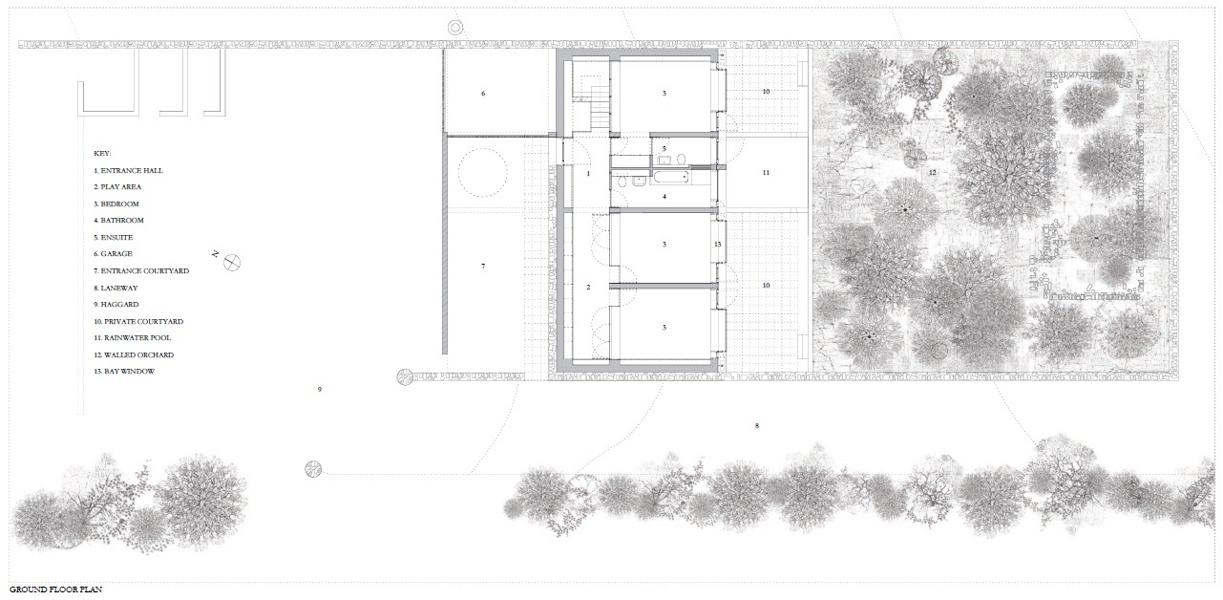 6
3
10
KEY:
1. ENTRANCE HALL
2. PLAY AREA
3. BEDROOM
4. BATHROOM
5. ENSUITE
6. GARAGE
7. ENTRANCE COURTYARD
8. LANEWAY
9. HAGGARD
10. PRIVATE COURTYARD
11. RAINWATER POOL
12. WALLED ORCHARD
13. BAY WINDOW
N
5
1
11
12
4
3
13
7
2
10
3
9
8
GROUND FLOOR PLAN